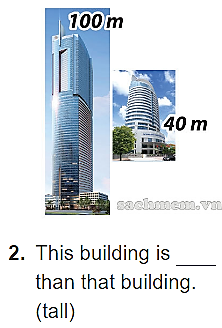 100 m
40 m
sachmem.vn
2. This building is ____
than that building.
(tall)